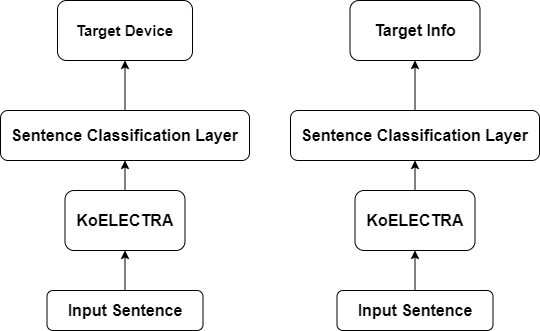 Target Device
Sentence Classification Layer
KoELECTRA
Input Sentence
Target Info
Sentence Classification Layer
KoELECTRA
Input Sentence